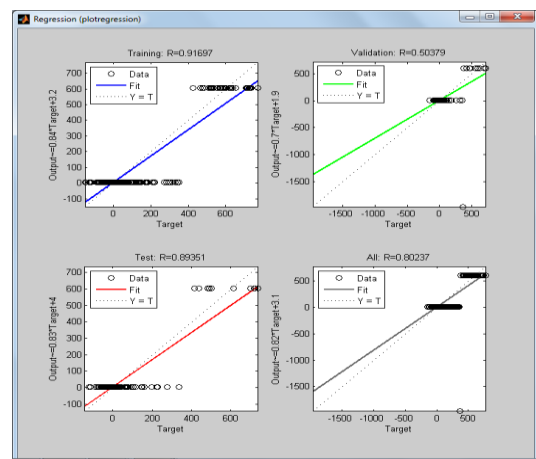 Regression (plotregression)
Training: R=0.91697
Output~=0.84*Target+3.2
700
600
500
400
300
200
100
0
-100
Data
Fit
Y = T
0
200
400
600
Target
Validation: R=0.50379
Output~=0.7*Target+1.9
500
0
-500
-1000
-1500
Data
Fit
Y = T
-1500
-1000
-500
0
500
Target
Test: R=0.89351
Output~=0.83*Target+4
700
600
500
400
300
200
100
0
-100
Data
Fit
Y = T
0
200
400
600
Target
All: R=0.80237
Output~=0.82*Target+3.1
500
0
-500
-1000
-1500
Data
Fit
Y = T
-1500
-1000
-500
0
500
Target